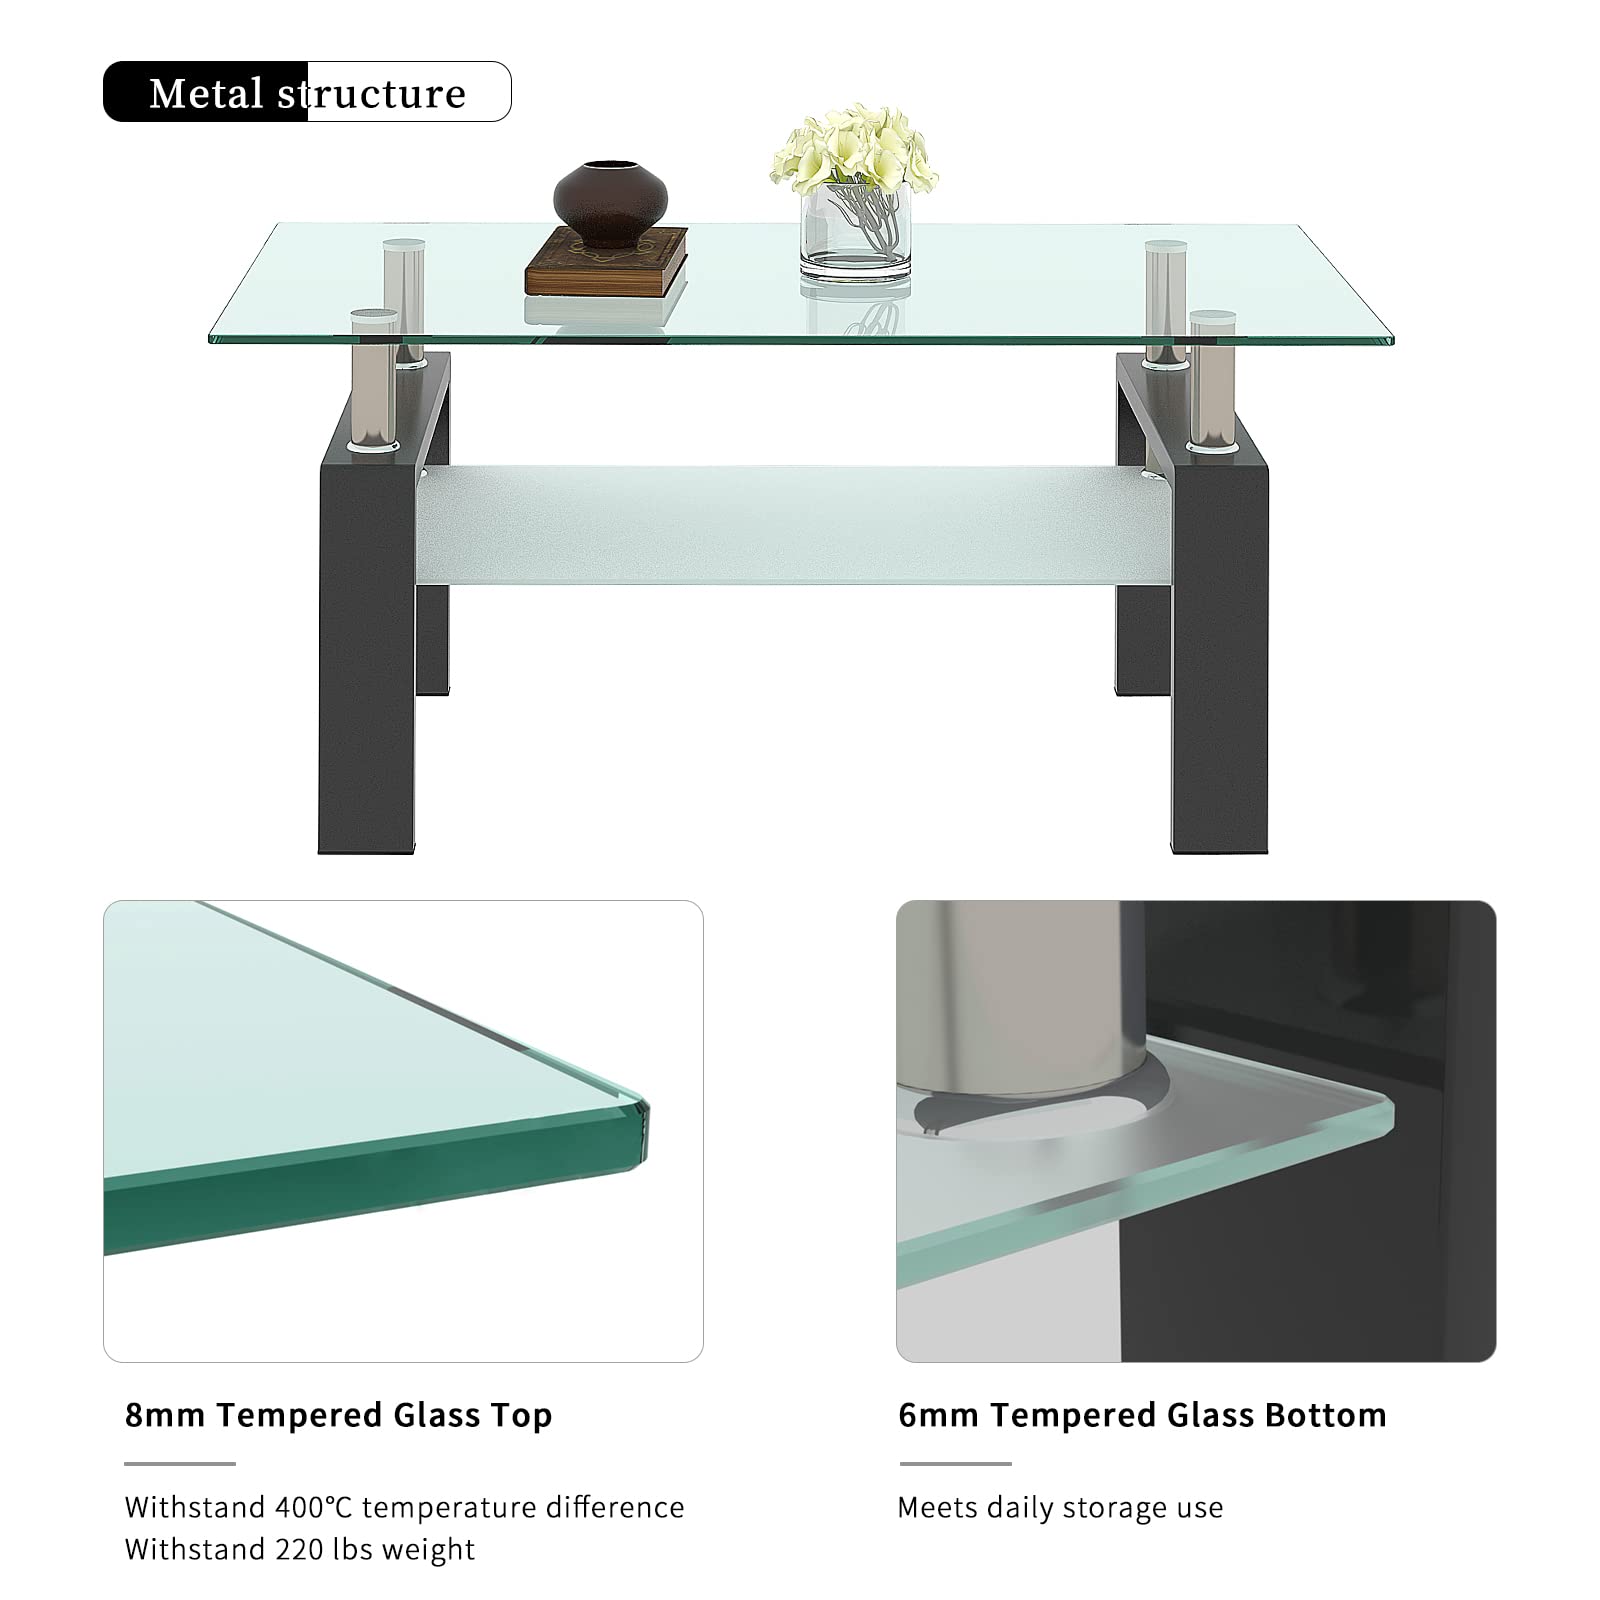 Metal structure
8mm Tempered Glass Top
Withstand 400℃ temperature difference
Withstand 220 lbs weight
6mm Tempered Glass Bottom
Meets daily storage use